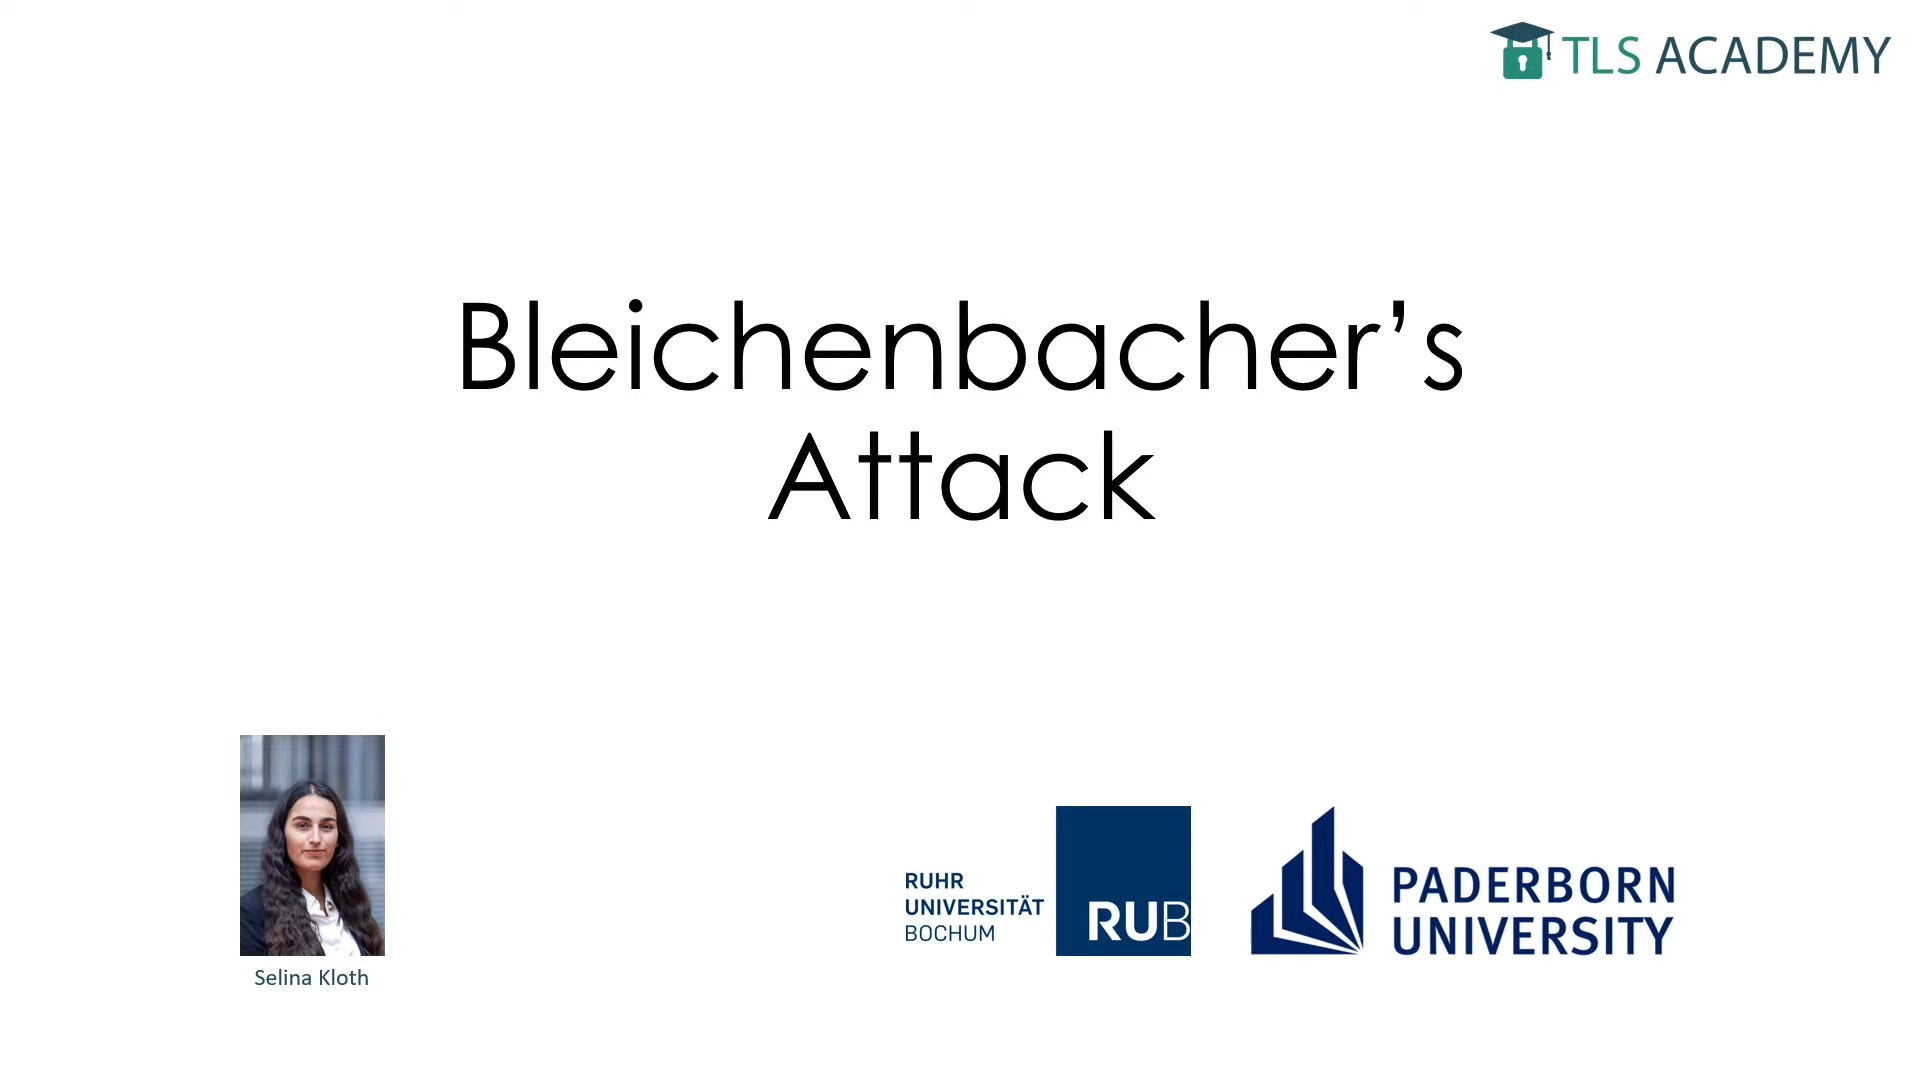 TLS ACADEMY
Bleichenbacher’s
Attack
Selina Kloth
RUHR
UNIVERSITÄT
BOCHUM
RUB
PADERBORN
UNIVERSITY